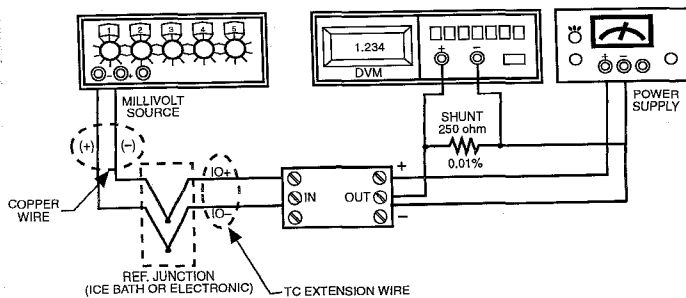 1 2 3 4 5
- + +
MILLIVOLT
SOURCE
1.234
DVM
+ -
+ -
POWER
SUPPLY
SHUNT
250 ohm
0.01%
(+) (-)
COPPER
WIRE
IO+
IO-
IN OUT
+
-
REF. JUNCTION
(ICE BATH OR ELECTRONIC)
TC EXTENSION WIRE